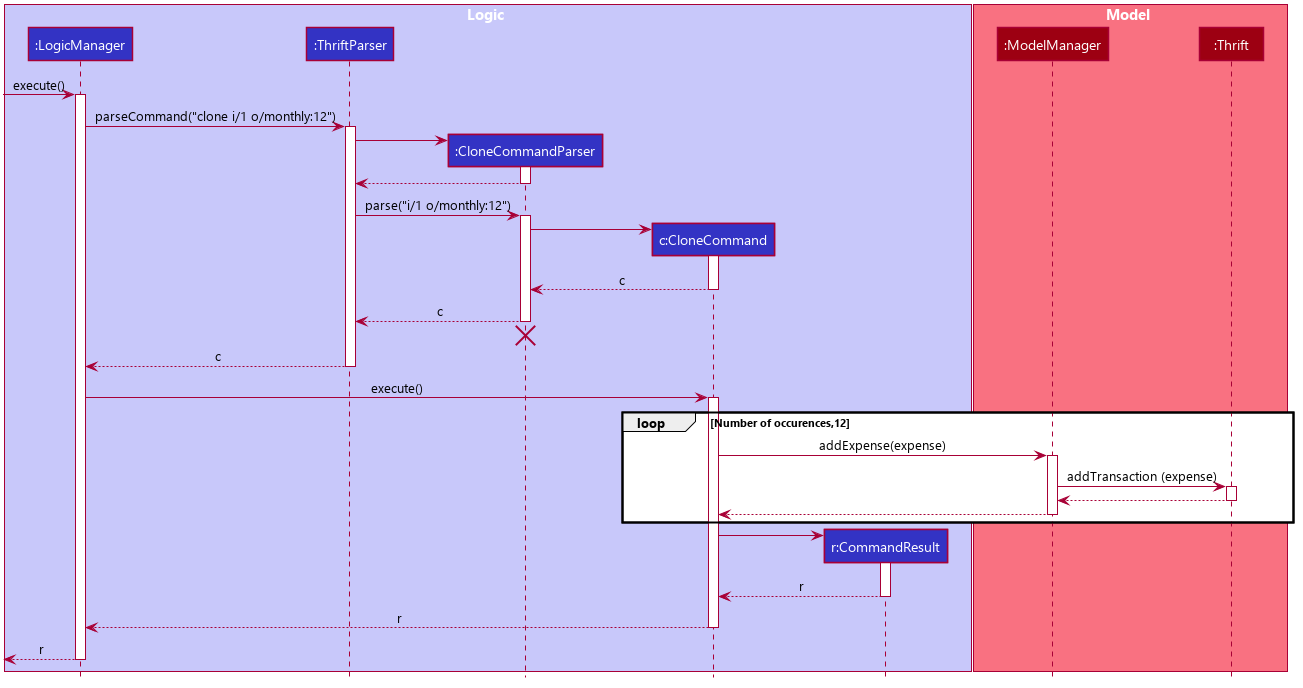 Logic
Model
:LogicManager
:ThriftParser
:ModelManager
:Thrift
execute()
parseCommand("clone i/1 o/monthly:12")
:CloneCommandParser
parse("i/1 o/monthly:12")
c:CloneCommand
c
c
c
execute()
loop
[Number of occurences,12]
addExpense(expense)
addTransaction (expense)
r:CommandResult
r
r
r